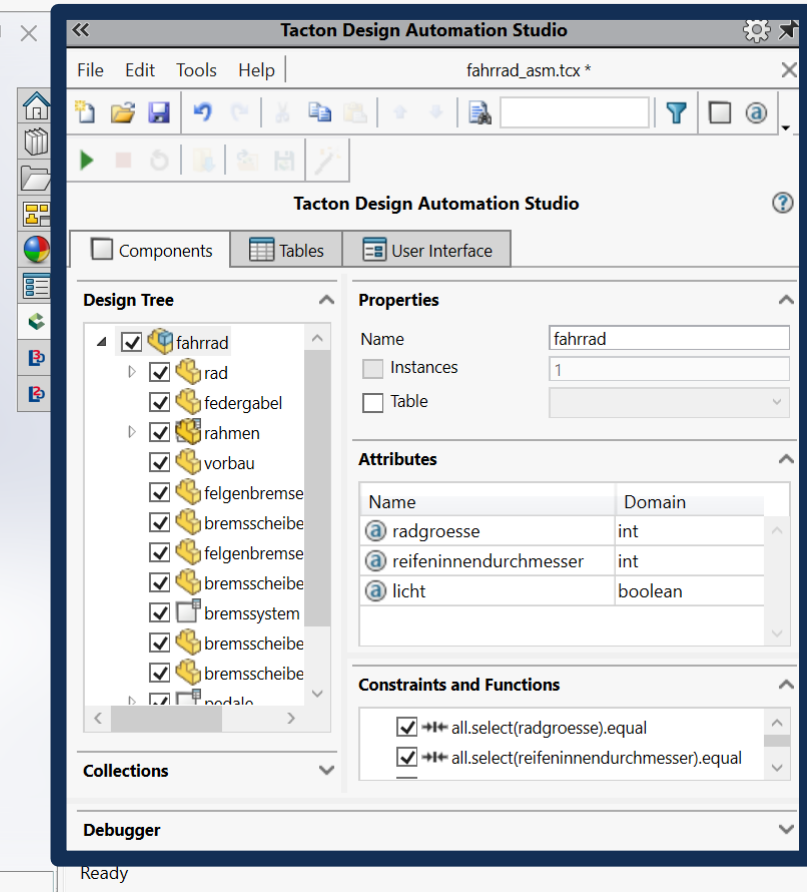 Tacton Design Automation Studio
File Edit Tools Help fahrrad_asm.tcx *
Tacton Design Automation Studio
Components Tables User Interface
Design Tree
fahrrad
rad
federgabel
rahmen
vorbau
felgenbremse
bremsscheibe
felgenbremse
bremsscheibe
bremssystem
bremsscheibe
bremsscheibe
pedale
Collections
Properties
Name fahrrad
Instances 1
Table
Attributes
Name Domain
radgroesse int
reifeninnendurchmesser int
licht boolean
Constraints and Functions
all.select(radgroesse).equal
all.select(reifeninnendurchmesser).equal
Debugger
Ready